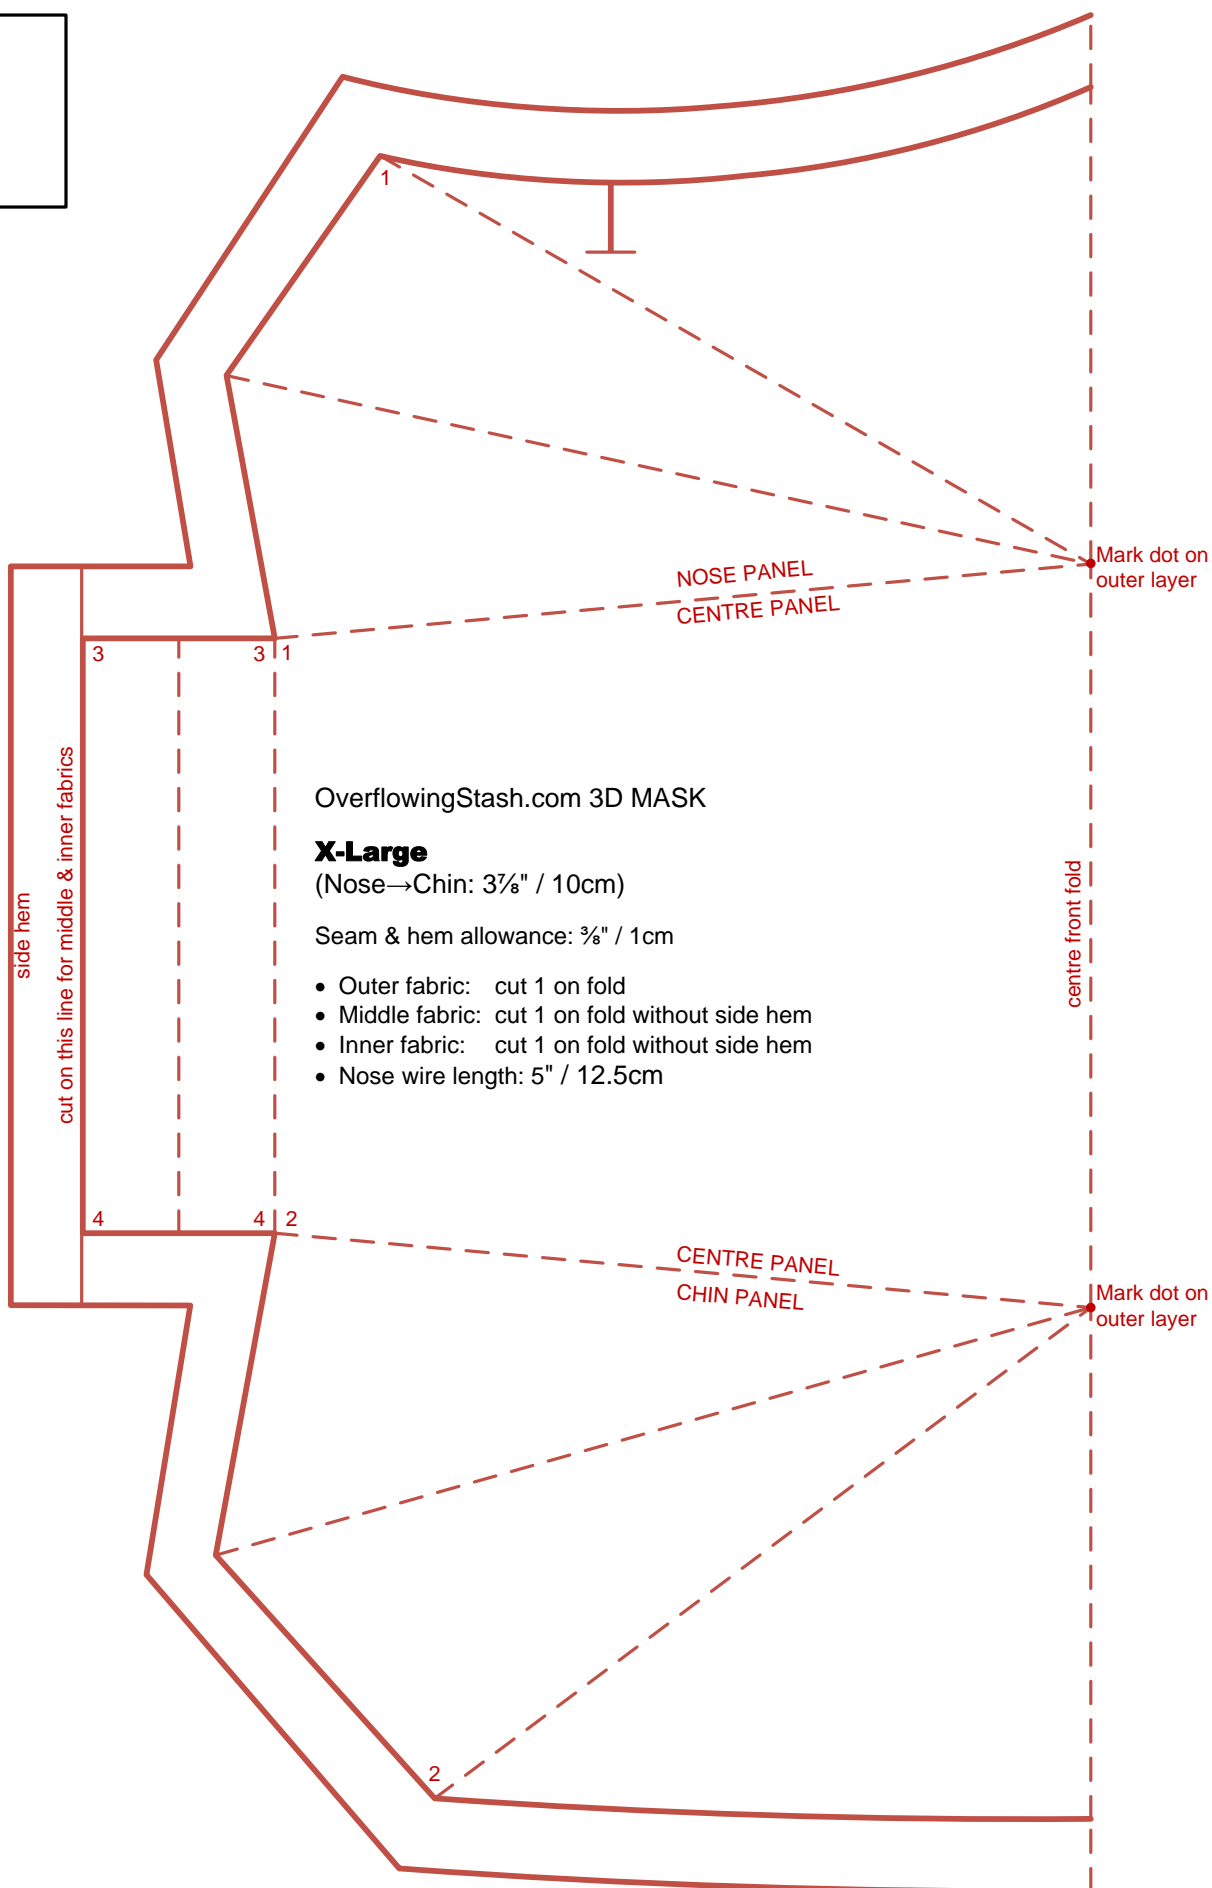 1
NOSE PANEL
CENTRE PANEL
Mark dot on
outer layer
3
3
1
side hem
cut on this line for middle & inner fabrics
OverflowingStash.com 3D MASK
X-Large
(Nose→Chin: 3⅞" / 10cm)
Seam & hem allowance: ⅜" / 1cm
• Outer fabric: cut 1 on fold
• Middle fabric: cut 1 on fold without side hem
• Inner fabric: cut 1 on fold without side hem
• Nose wire length: 5" / 12.5cm
centre front fold
4
4
2
CENTRE PANEL
CHIN PANEL
Mark dot on
outer layer
2